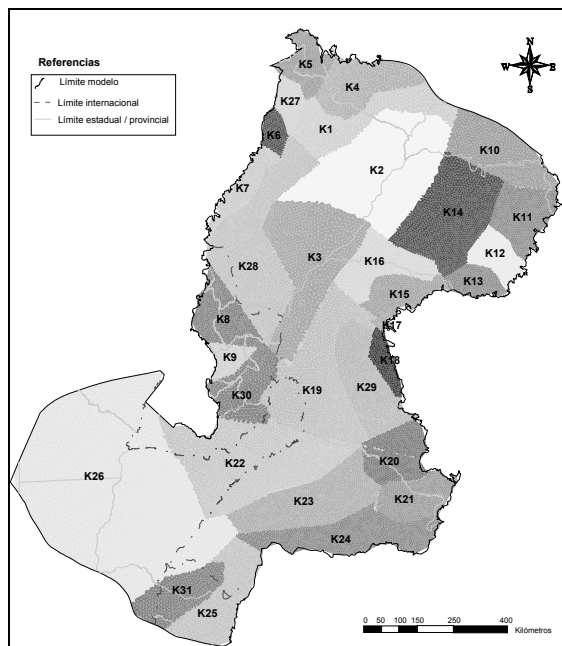 Referencias
Límite modelo
Límite internacional
Límite estadual / provincial
N
W
E
S
K5
K4
K27
K1
K6
K2
K10
K7
K14
K11
K12
K3
K16
K28
K13
K15
K8
K17
K9
K18
K19
K29
K30
K20
K22
K26
K21
K23
K24
K31
K25
0 50 100 150 250 400
Kilómetros